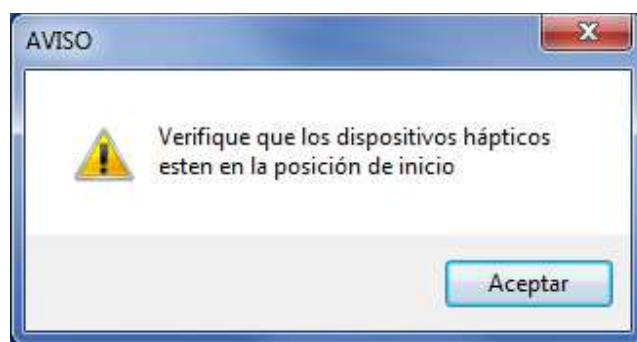 AVISO
Verifique que los dispositivos hápticos
esten en la posición de inicio
Aceptar